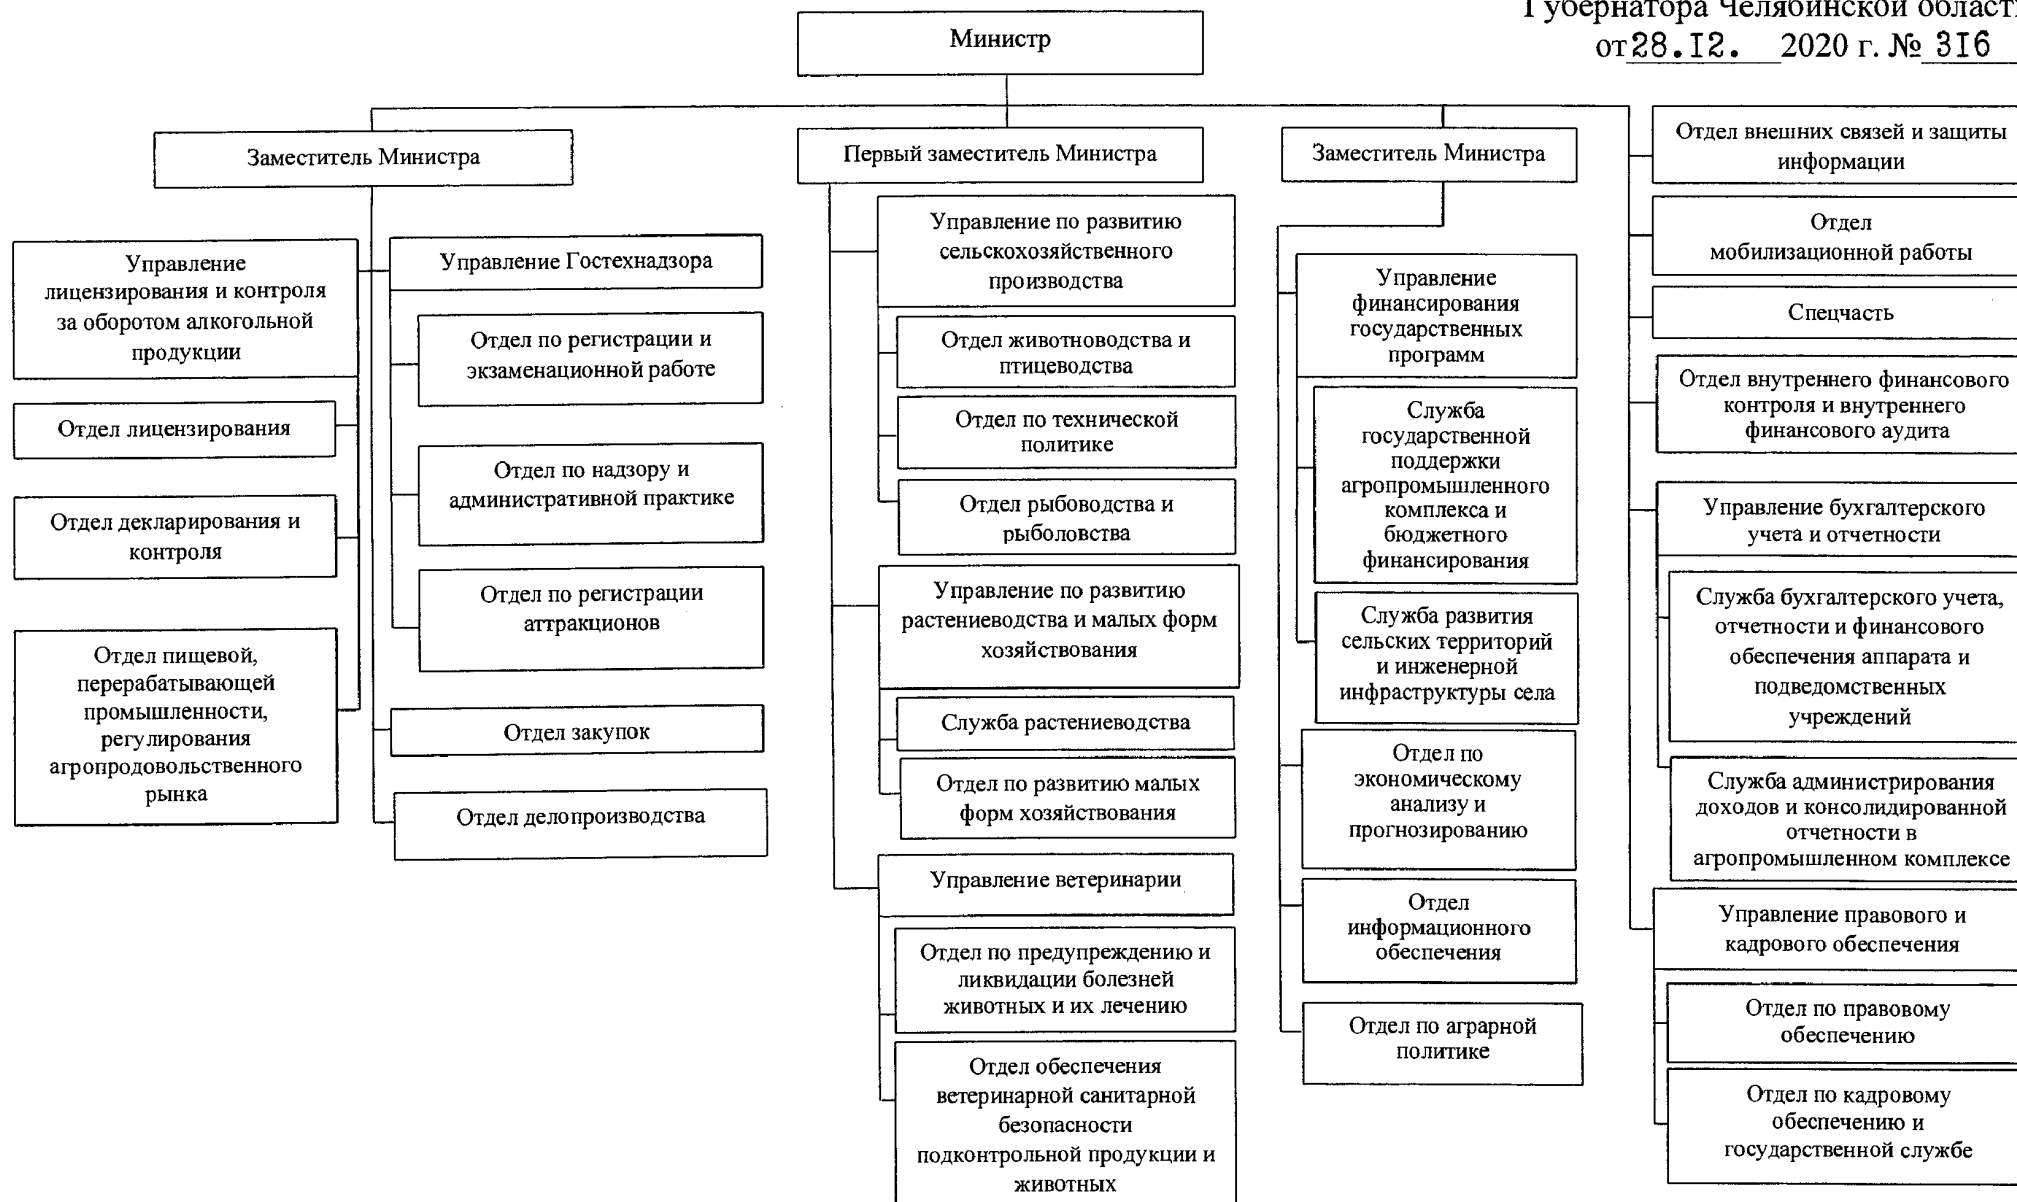 Губернатора Челябинской области
от 28.I2. 2020 г. № 3I6
Министр
Заместитель Министра
Управление
лицензирования и контроля
за оборотом алкогольной
продукции
Отдел лицензирования
Отдел декларирования и
контроля
Отдел пищевой,
перерабатывающей
промышленности,
регулирования
агропродовольственного
рынка
Управление Гостехнадзора
Отдел по регистрации и
экзаменационной работе
Отдел по надзору и
административной практике
Отдел по регистрации
аттракционов
Отдел закупок
Отдел делопроизводства
Первый заместитель Министра
Управление по развитию
сельскохозяйственного
производства
Отдел животноводства и
птицеводства
Отдел по технической
политике
Отдел рыбоводства и
рыболовства
Управление по развитию
растениеводства и малых форм
хозяйствования
Служба растениеводства
Отдел по развитию малых
форм хозяйствования
Управление ветеринарии
Отдел по предупреждению и
ликвидации болезней
животных и их лечению
Отдел обеспечения
ветеринарной санитарной
безопасности
подконтрольной продукции и
животных
Заместитель Министра
Управление
финансирования
государственных
программ
Служба
государственной
поддержки
агропромышленного
комплекса и
бюджетного
финансирования
Служба развития
сельских территорий
и инженерной
инфраструктуры села
Отдел по
экономическому
анализу и
прогнозированию
Отдел
информационного
обеспечения
Отдел по аграрной
политике
Отдел внешних связей и защиты
информации
Отдел
мобилизационной работы
Спецчасть
Отдел внутреннего финансового
контроля и внутреннего
финансового аудита
Управление бухгалтерского
учета и отчетности
Служба бухгалтерского учета,
отчетности и финансового
обеспечения аппарата и
подведомственных
учреждений
Служба администрирования
доходов и консолидированной
отчетности в
агропромышленном комплексе
Управление правового и
кадрового обеспечения
Отдел по правовому
обеспечению
Отдел по кадровому
обеспечению и
государственной службе